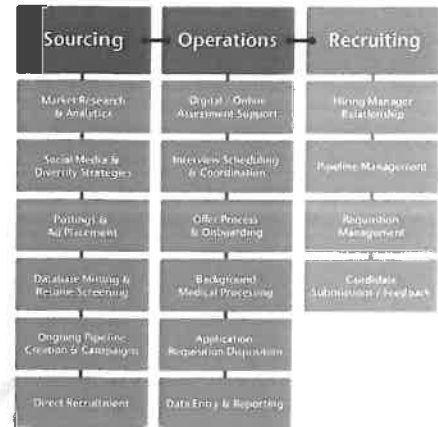 Sourcing
Operations
Recruiting
Market Research
& Analytics
Social Media &
Diversity Strategies
Postings &
Ad Placement
Database Mining &
Resume Screening
Ongoing Pipeline
Creation & Campaigns
Direct Recruitment
Digital / Online
Assessment Support
Interview Scheduling
& Coordination
Offer Process
& Onboarding
Background
Medical Processing
Application
Requisition Disposition
Data Entry & Reporting
Hiring Manager
Relationship
Pipeline Management
Requisition
Management
Candidate
Submissions / Feedback